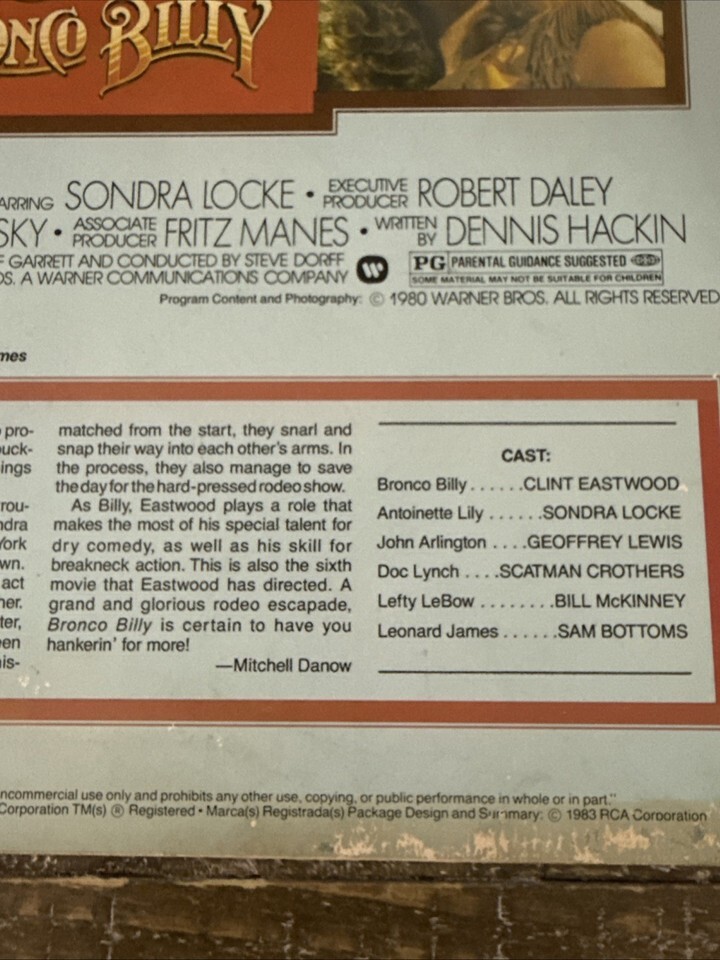 BILLY
SONDRA LOCKE • EXECUTIVE PRODUCER ROBERT DALEY
SKY • ASSOCIATE PRODUCER FRITZ MANES • WRITTEN BY DENNIS HACKIN
GARRETT AND CONDUCTED BY STEVE DORFF
OS. A WARNER COMMUNICATIONS COMPANY
PG PARENTAL GUIDANCE SUGGESTED
SOME MATERIAL MAY NOT BE SUITABLE FOR CHILDREN
Program Content and Photography: © 1980 WARNER BROS. ALL RIGHTS RESERVED
mes
pro-
uck-
ings
rou-
ndra
York
wn.
act
her.
ter,
en
is-
matched from the start, they snarl and
snap their way into each other's arms. In
the process, they also manage to save
the day for the hard-pressed rodeo show.
As Billy, Eastwood plays a role that
makes the most of his special talent for
dry comedy, as well as his skill for
breakneck action. This is also the sixth
movie that Eastwood has directed. A
grand and glorious rodeo escapade,
Bronco Billy is certain to have you
hankerin' for more!
—Mitchell Danow
CAST:
Bronco Billy......CLINT EASTWOOD
Antoinette Lily......SONDRA LOCKE
John Arlington....GEOFFREY LEWIS
Doc Lynch....SCATMAN CROTHERS
Lefty LeBow........BILL McKINNEY
Leonard James......SAM BOTTOMS
ncommercial use only and prohibits any other use, copying, or public performance in whole or in part."
Corporation TM(s) ® Registered • Marca(s) Registrada(s) Package Design and Summary: © 1983 RCA Corporation